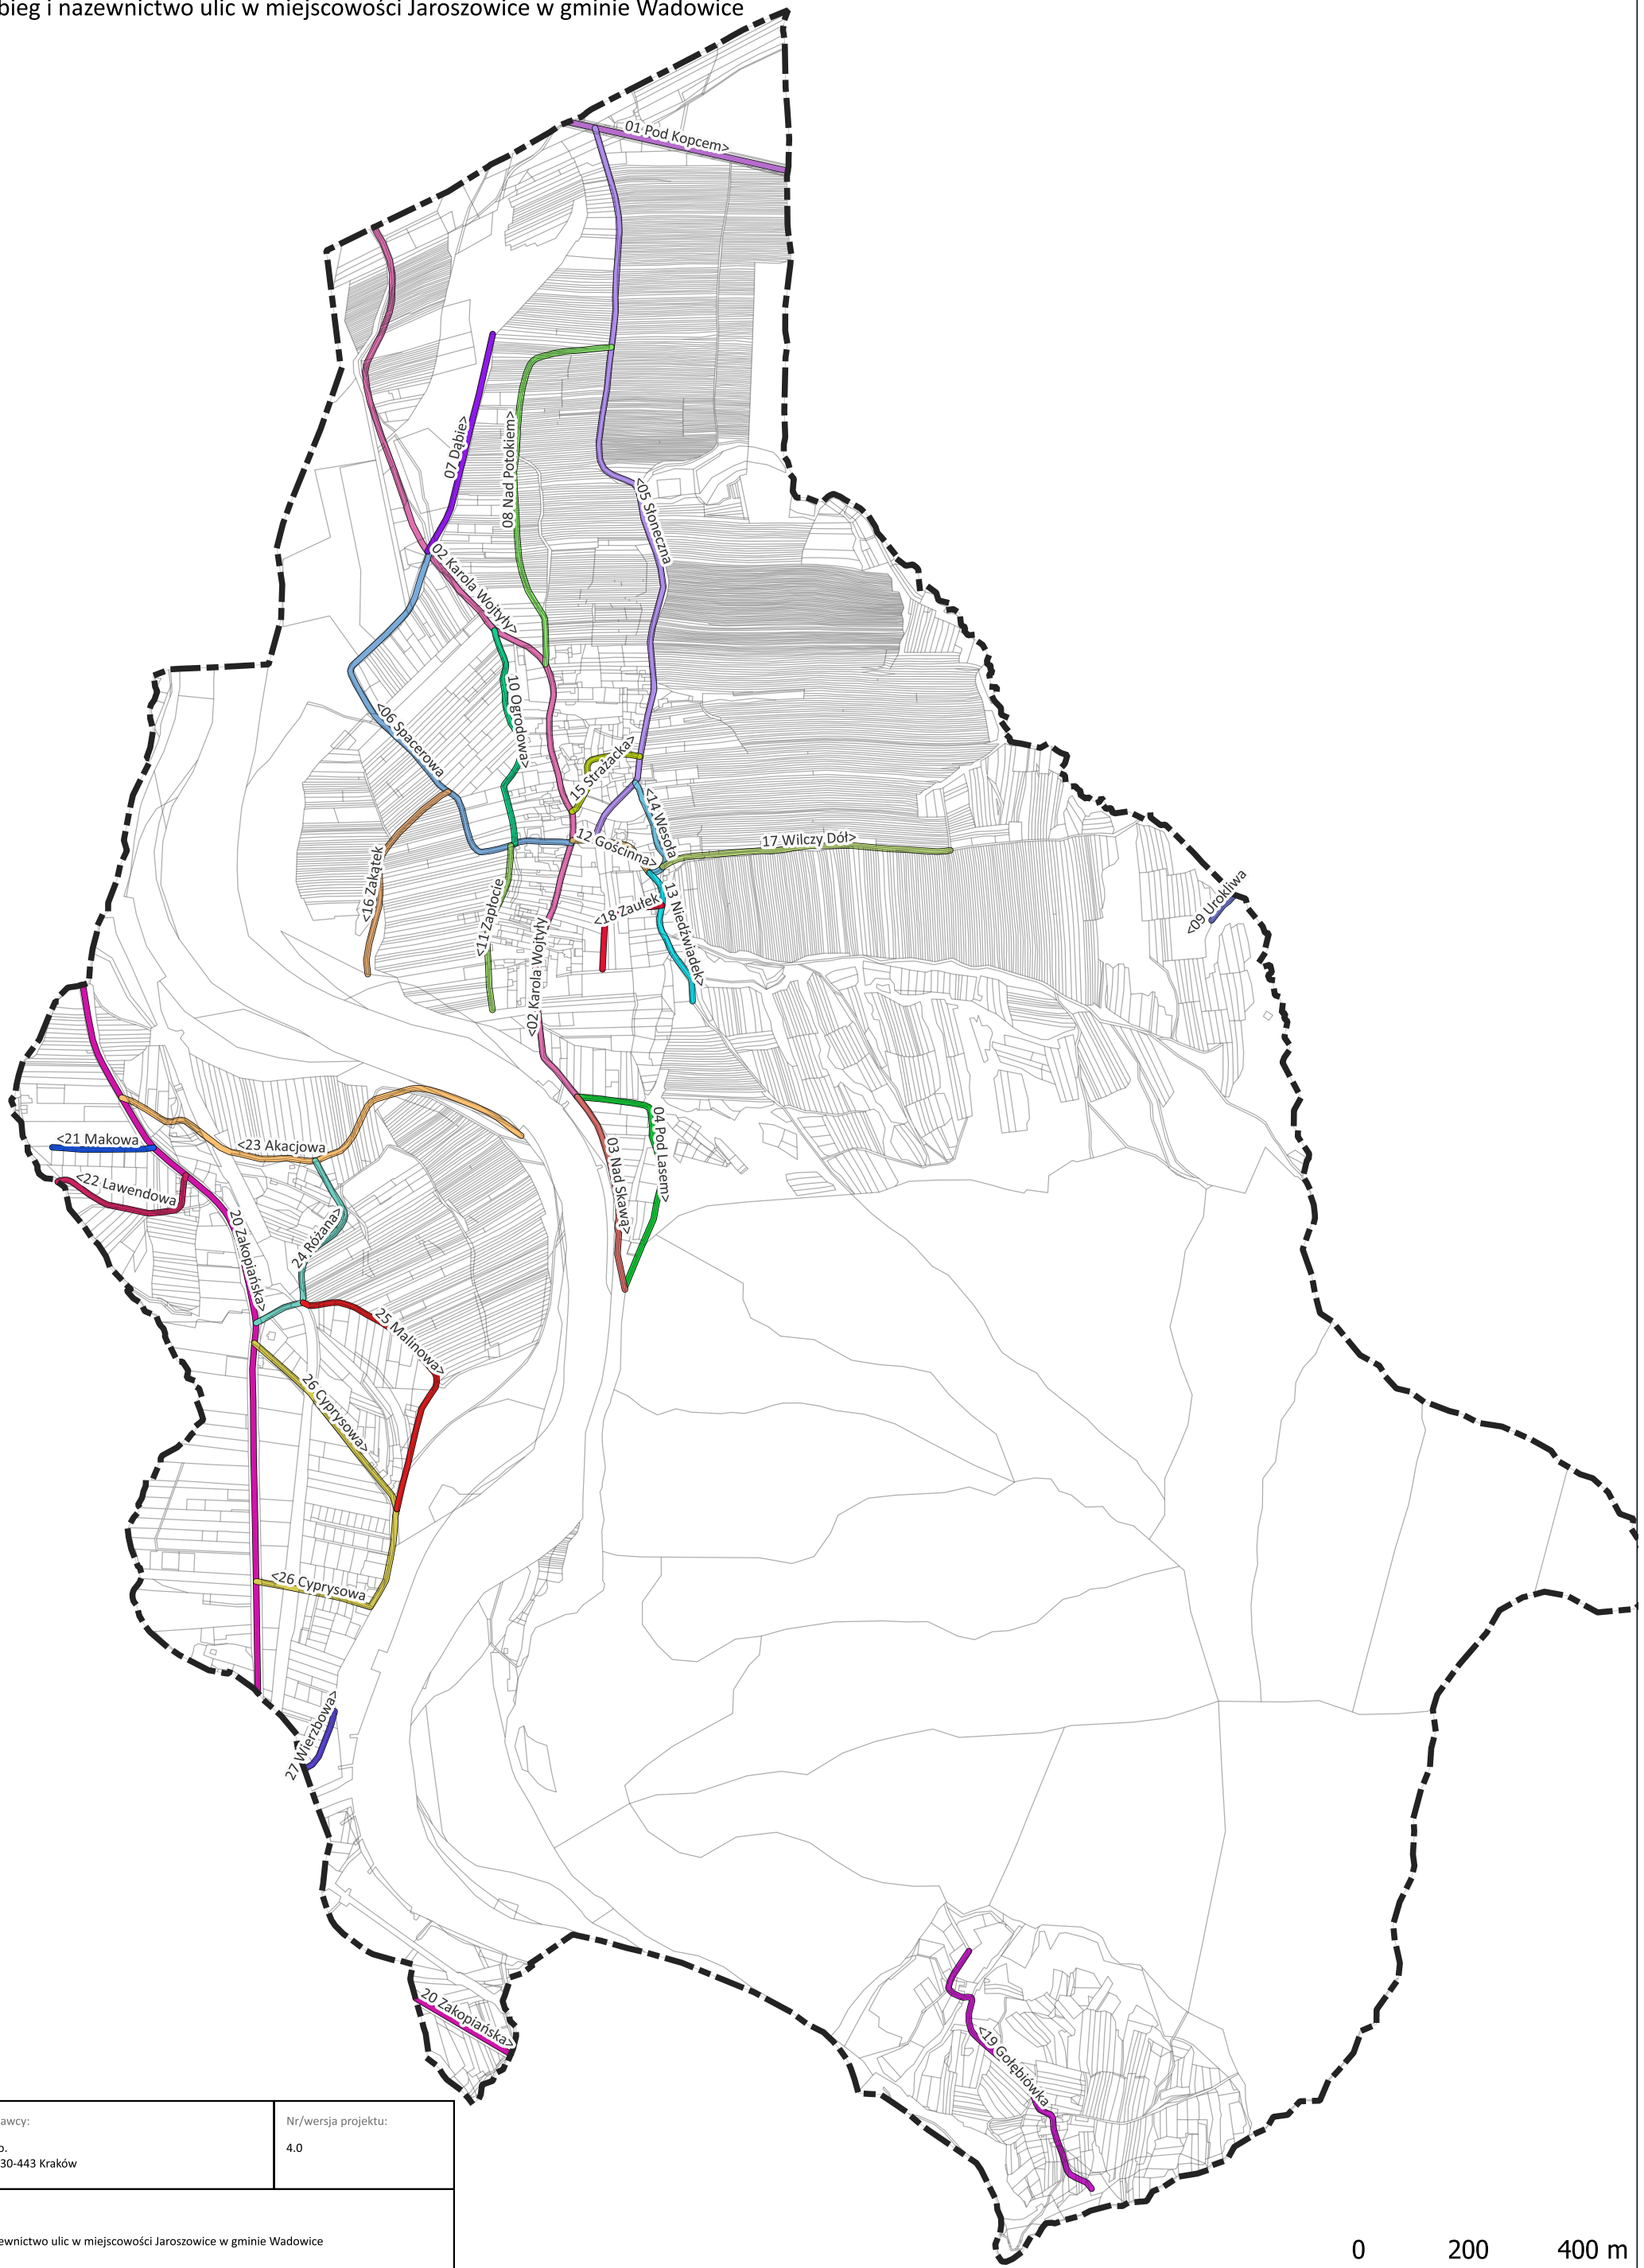 bieg i nazewnictwo ulic w miejscowości Jaroszowice w gminie Wadowice
01 Pod Kopcem>
07 Dąbie>
08 Nad Potokiem>
<05 Słoneczna
02 Karola Wojtyły>
10 Ogrodowa>
<06 Spacerowa
15 Strażacka>
<14 Wesoła
12 Gościnna>
17 Wilczy Dół>
<16 Zakątek
<11 Zapłocie
<18 Zaułek
13 Niedźwiadek>
<09 Urokliwa
<02 Karola Wojtyły
04 Pod Lasem>
03 Nad Skawą>
<21 Makowa
<23 Akacjowa
<22 Lawendowa
20 Zakopiańska>
24 Różana>
25 Malinowa>
26 Cyprysowa>
<26 Cyprysowa
27 Wierzbowa>
20 Zakopiańska>
<19 Gołębiówka
awcy:
o.
30-443 Kraków
Nr/wersja projektu:
4.0
ewnictwo ulic w miejscowości Jaroszowice w gminie Wadowice
0 200 400 m